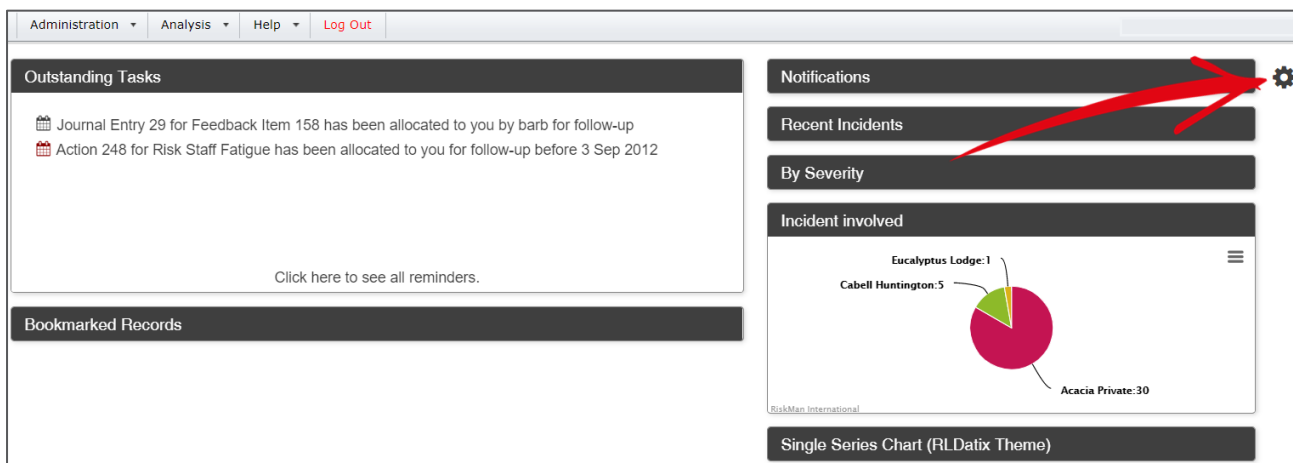 Administration
Analysis
Help
Log Out
Outstanding Tasks
Journal Entry 29 for Feedback Item 158 has been allocated to you by barb for follow-up
Action 248 for Risk Staff Fatigue has been allocated to you for follow-up before 3 Sep 2012
Click here to see all reminders.
Bookmarked Records
Notifications
Recent Incidents
By Severity
Incident involved
Eucalyptus Lodge:1
Cabell Huntington:5
Acacia Private:30
RiskMan International
Single Series Chart (RLDatix Theme)